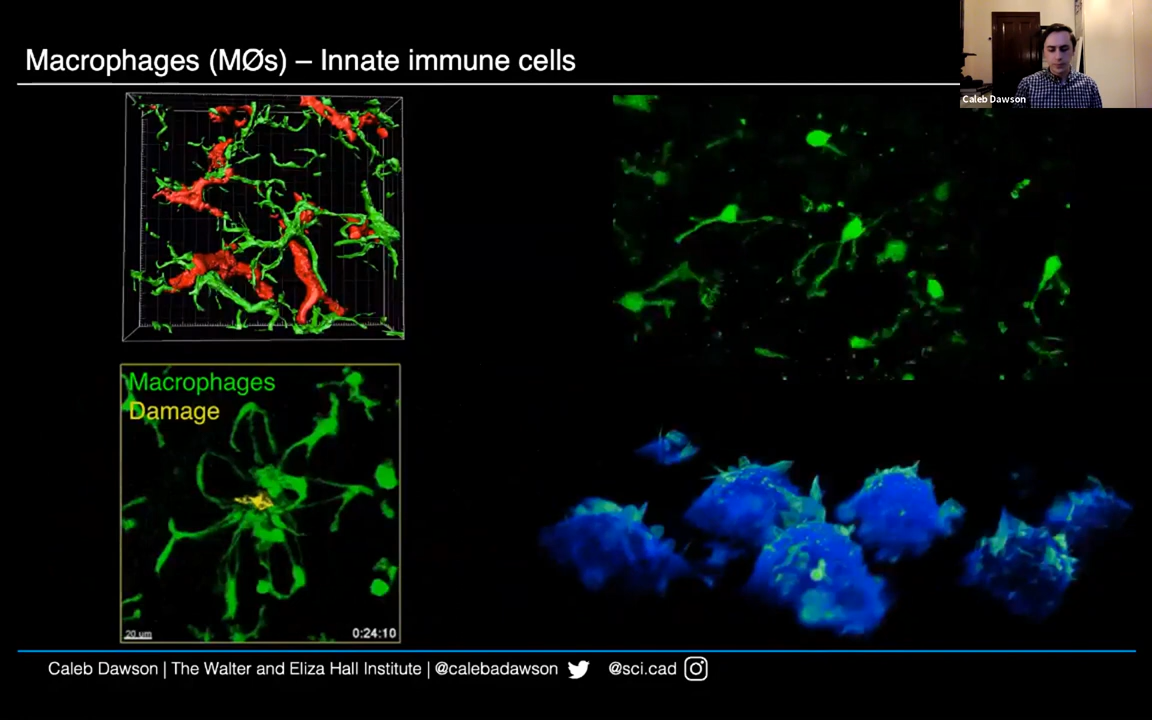 Macrophages (MØs) – Innate immune cells
Caleb Dawson
Macrophages
Damage
20 um
0:24:10
Caleb Dawson | The Walter and Eliza Hall Institute | @calebadawson @sci.cad